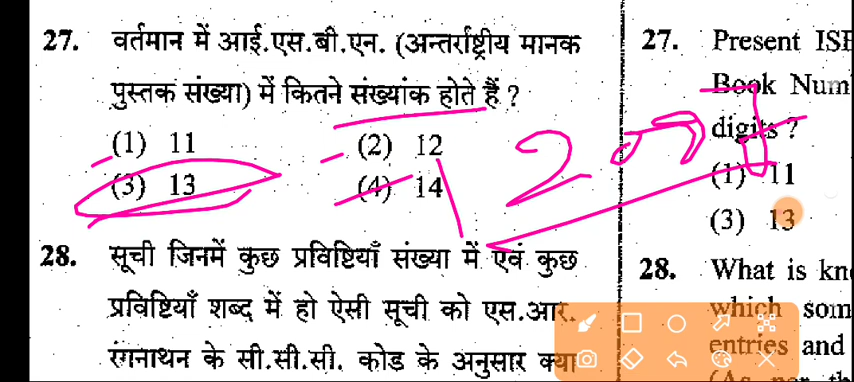 27. वर्तमान में आई.एस.बी.एन. (अन्तर्राष्ट्रीय मानक
पुस्तक संख्या) में कितने संख्यांक होते हैं ?
(1) 11 (2) 12
(3) 13 (4) 14
28. सूची जिनमें कुछ प्रविष्टियाँ संख्या में एवं कुछ
प्रविष्टियाँ शब्द में हो ऐसी सूची को एस.आर.
रंगनाथन के सी.सी.सी. कोड के अनुसार क्या
27. Present
Book Num
digits ?
(1) 11
(3) 13
28. What is kn
which som
entries and
200